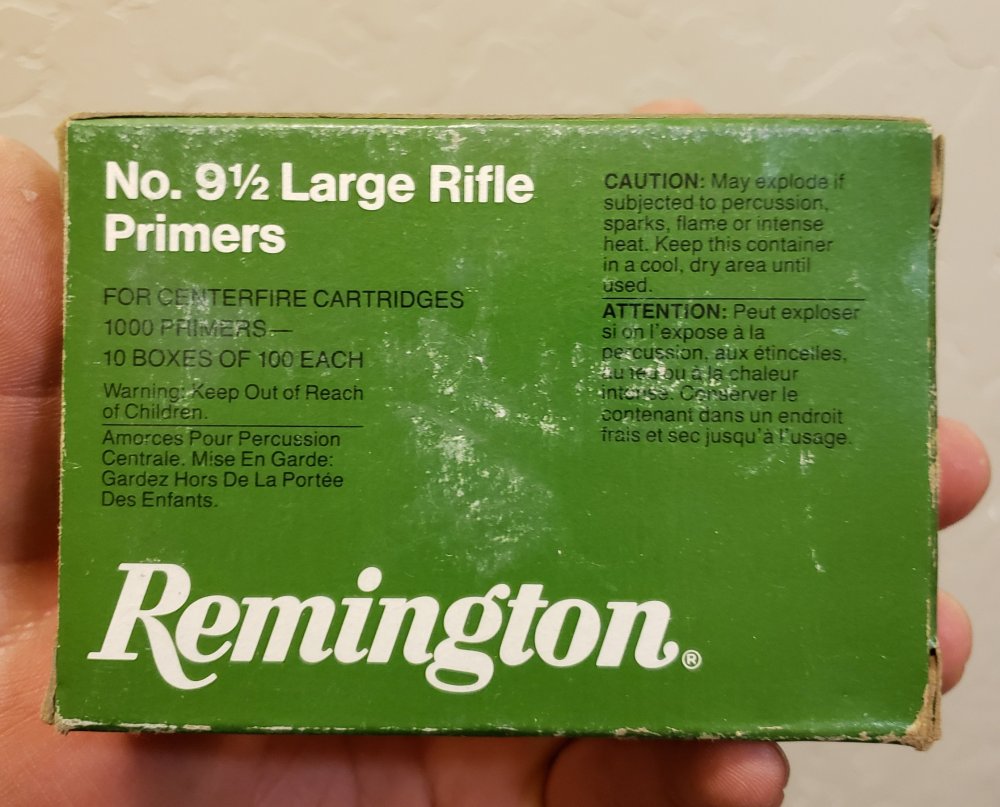 No. 9½ Large Rifle
Primers
FOR CENTERFIRE CARTRIDGES
1000 PRIMERS—
10 BOXES OF 100 EACH
Warning: Keep Out of Reach
of Children.
Amorces Pour Percussion
Centrale. Mise En Garde:
Gardez Hors De La Portée
Des Enfants.
CAUTION: May explode if
subjected to percussion,
sparks, flame or intense
heat. Keep this container
in a cool, dry area until
used.
ATTENTION: Peut exploser
si on l'expose à la
percussion, aux étincelles,
au feu ou à la chaleur
intense. Conserver le
contenant dans un endroit
frais et sec jusqu'à l'usage.
Remington®